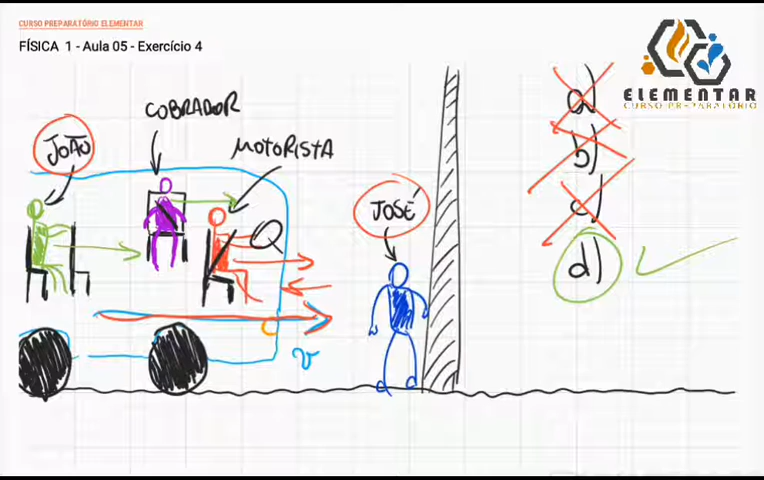 CURSO PREPARATÓRIO ELEMENTAR
FÍSICA 1 - Aula 05 - Exercício 4
ELEMENTAR
CURSO PREPARATÓRIO
COBRADOR
JOÃO
MOTORISTA
JOSÉ
a)
b)
c)
d)
v